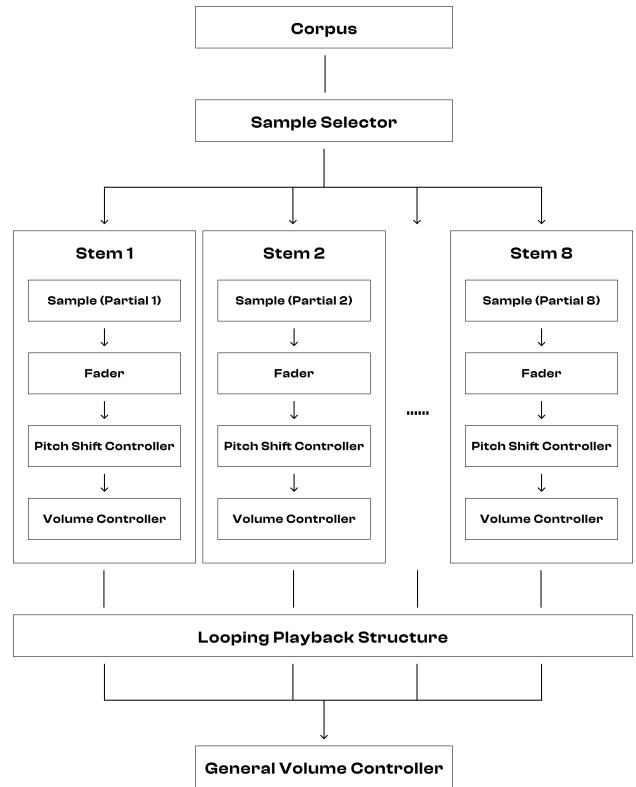 Corpus
Sample Selector
Stem 1
Sample (Partial 1)
Fader
Pitch Shift Controller
Volume Controller
Stem 2
Sample (Partial 2)
Fader
Pitch Shift Controller
Volume Controller
......
Stem 8
Sample (Partial 8)
Fader
Pitch Shift Controller
Volume Controller
Looping Playback Structure
General Volume Controller